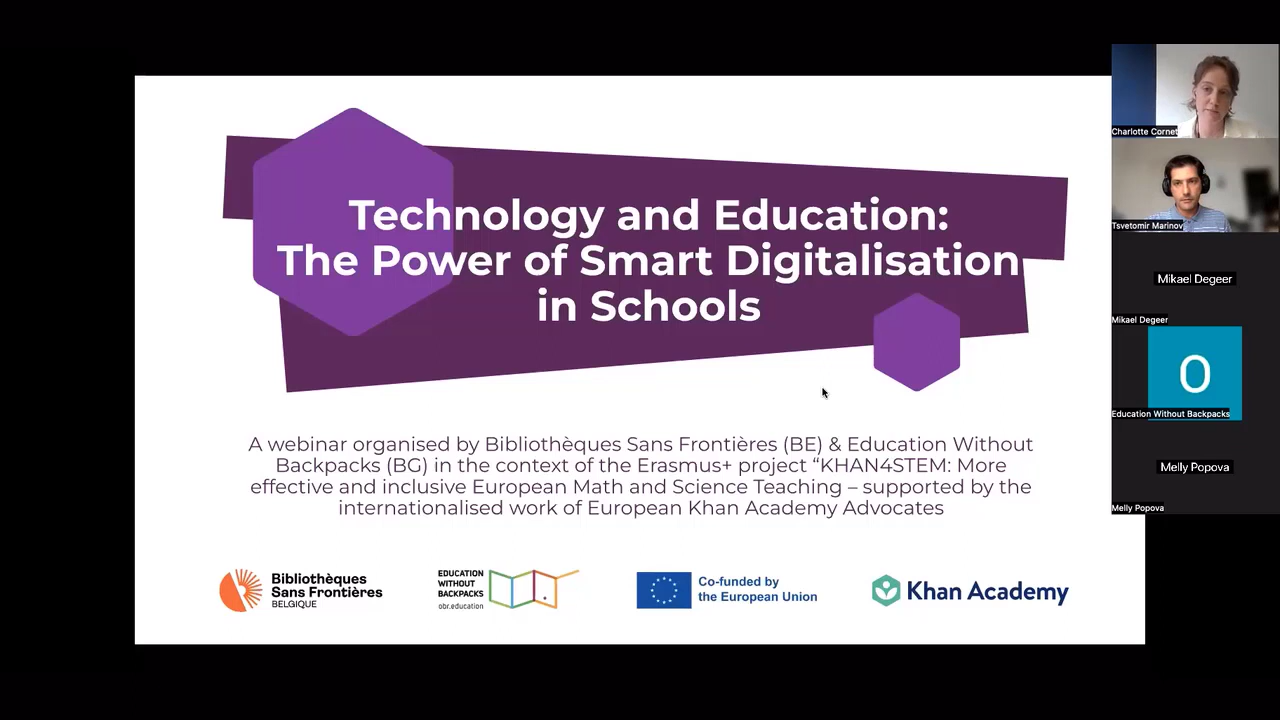 Technology and Education:
The Power of Smart Digitalisation
in Schools
A webinar organised by Bibliothèques Sans Frontières (BE) & Education Without
Backpacks (BG) in the context of the Erasmus+ project “KHAN4STEM: More
effective and inclusive European Math and Science Teaching – supported by the
internationalised work of European Khan Academy Advocates
Bibliothèques
Sans Frontières
BELGIQUE
EDUCATION
WITHOUT
BACKPACKS
obr.education
Co-funded by
the European Union
Khan Academy
Charlotte Cornet
Tsvetomir Marinov
Mikael Degeer
Mikael Degeer
O
Education Without Backpacks
Melly Popova
Melly Popova